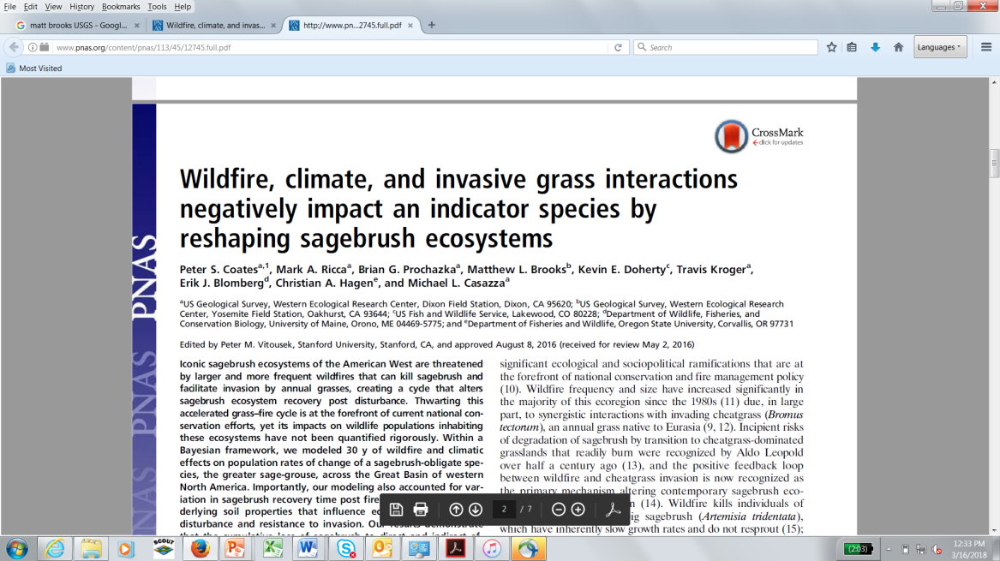 File Edit View History Bookmarks Tools Help
matt brooks USGS - Googl... × Wildfire, climate, and invas... × http://www.pn...2745.full.pdf × +
www.pnas.org/content/pnas/113/45/12745.full.pdf Search Languages
Most Visited
CrossMark
click for updates
Wildfire, climate, and invasive grass interactions
negatively impact an indicator species by
reshaping sagebrush ecosystems
Peter S. Coates^a,1, Mark A. Ricca^a, Brian G. Prochazka^a, Matthew L. Brooks^b, Kevin E. Doherty^c, Travis Kroger^a,
Erik J. Blomberg^d, Christian A. Hagen^e, and Michael L. Casazza^a
^aUS Geological Survey, Western Ecological Research Center, Dixon Field Station, Dixon, CA 95620; ^bUS Geological Survey, Western Ecological Research
Center, Yosemite Field Station, Oakhurst, CA 93644; ^cUS Fish and Wildlife Service, Lakewood, CO 80228; ^dDepartment of Wildlife, Fisheries, and
Conservation Biology, University of Maine, Orono, ME 04469-5775; and ^eDepartment of Fisheries and Wildlife, Oregon State University, Corvallis, OR 97731
Edited by Peter M. Vitousek, Stanford University, Stanford, CA, and approved August 8, 2016 (received for review May 2, 2016)
Iconic sagebrush ecosystems of the American West are threatened
by larger and more frequent wildfires that can kill sagebrush and
facilitate invasion by annual grasses, creating a cycle that alters
sagebrush ecosystem recovery post disturbance. Thwarting this
accelerated grass–fire cycle is at the forefront of current national con-
servation efforts, yet its impacts on wildlife populations inhabiting
these ecosystems have not been quantified rigorously. Within a
Bayesian framework, we modeled 30 y of wildfire and climatic
effects on population rates of change of a sagebrush-obligate spe-
cies, the greater sage-grouse, across the Great Basin of western
North America. Importantly, our modeling also accounted for var-
iation in sagebrush recovery time post fire
derlying soil properties that influence ec
disturbance and resistance to invasion. Our results demonstrate
that the cumulative loss of sagebrush to direct and indirect ef-
significant ecological and sociopolitical ramifications that are at
the forefront of national conservation and fire management policy
(10). Wildfire frequency and size have increased significantly in
the majority of this ecoregion since the 1980s (11) due, in large
part, to synergistic interactions with invading cheatgrass (Bromus
tectorum), an annual grass native to Eurasia (9, 12). Incipient risks
of degradation of sagebrush by transition to cheatgrass-dominated
grasslands that readily burn were recognized by Aldo Leopold
over half a century ago (13), and the positive feedback loop
between wildfire and cheatgrass invasion is now recognized as
the primary mechanism altering contemporary sagebrush eco-
n (14). Wildfire kills individuals of
ig sagebrush (Artemisia tridentata),
which have inherently slow growth rates and do not resprout (15);
PNAS
PNAS
2 / 7
SCOUT
(2:03)
12:33 PM
3/16/2018